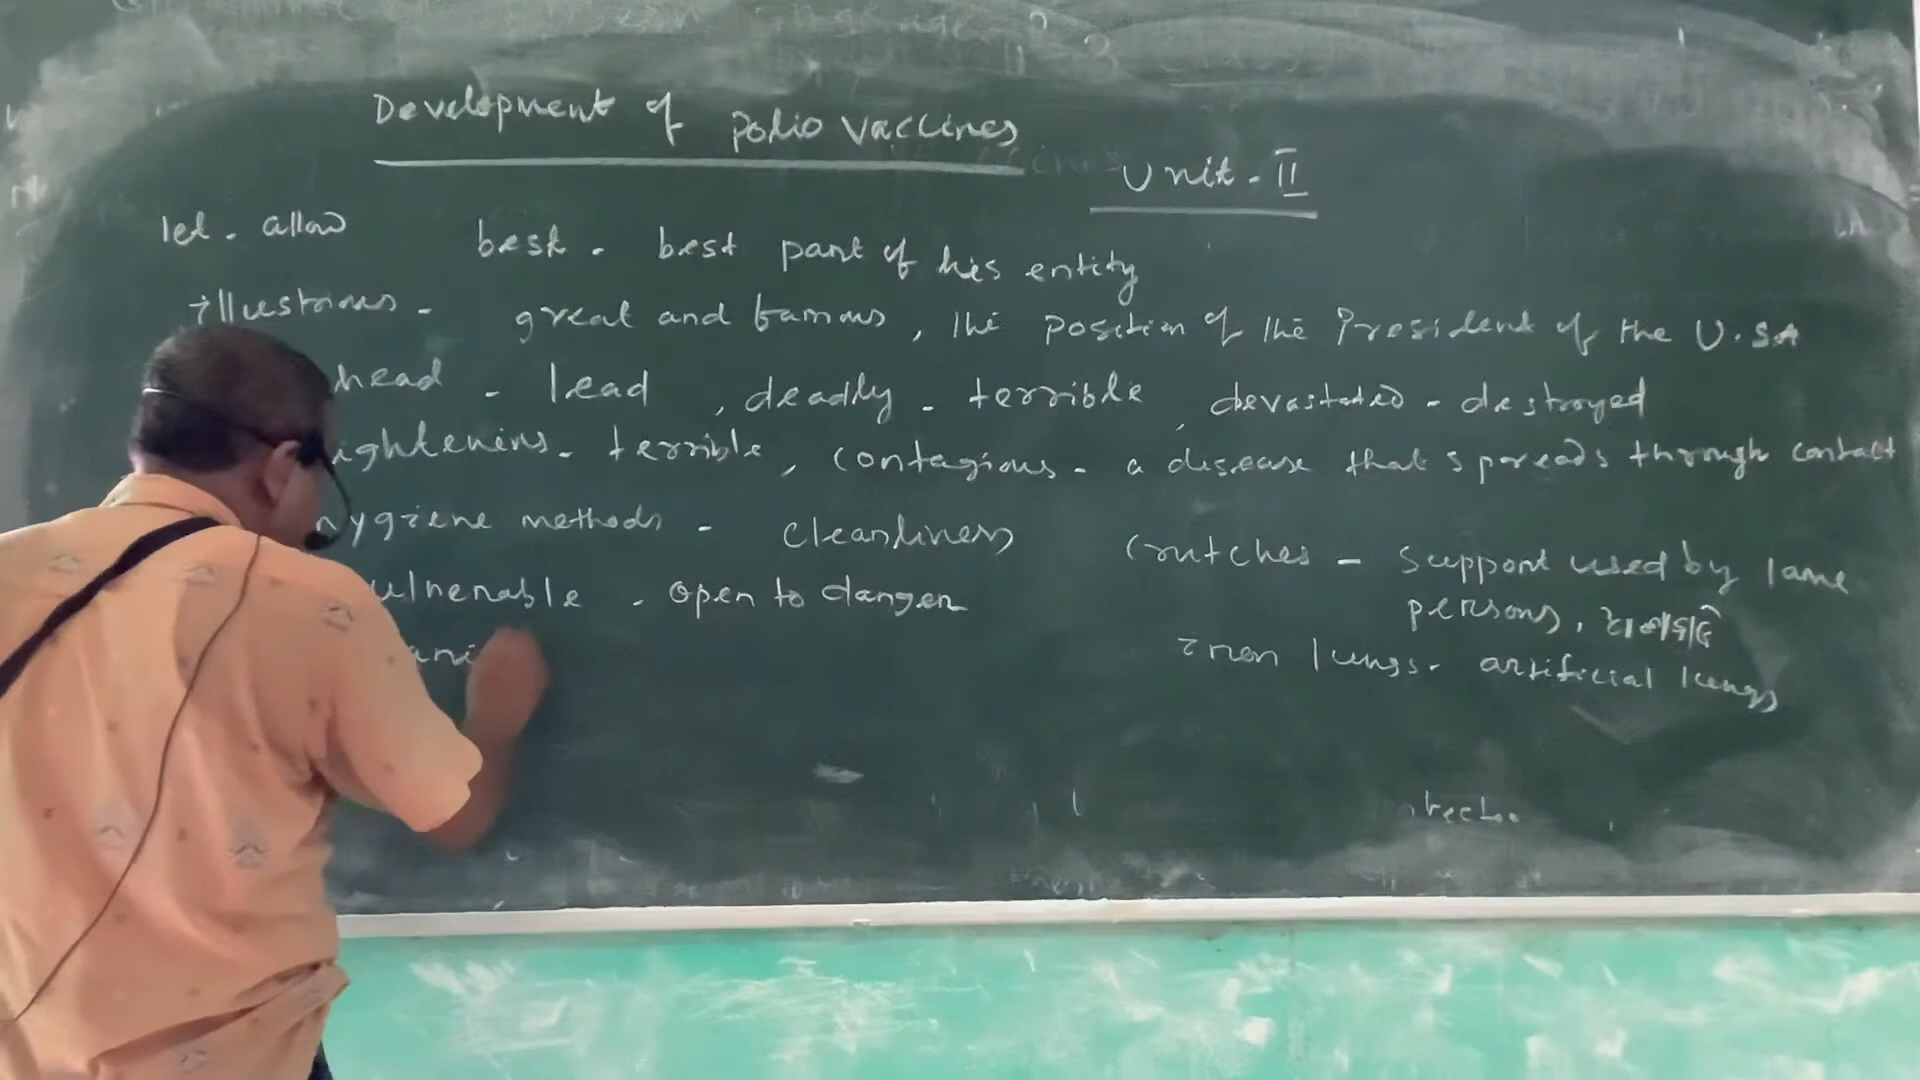 Development of Polio Vaccines
Unit - II
let - allow
best - best part of his entity
illustrious - great and famous, the position of the President of the U.S.A
head - lead, deadly - terrible, devastated - destroyed
ightening - terrible, contagious - a disease that spreads through contact
hygiene methods - cleanliness
crutches - support used by lame
persons,
vulnerable - open to danger
iron lungs - artificial lungs
ani